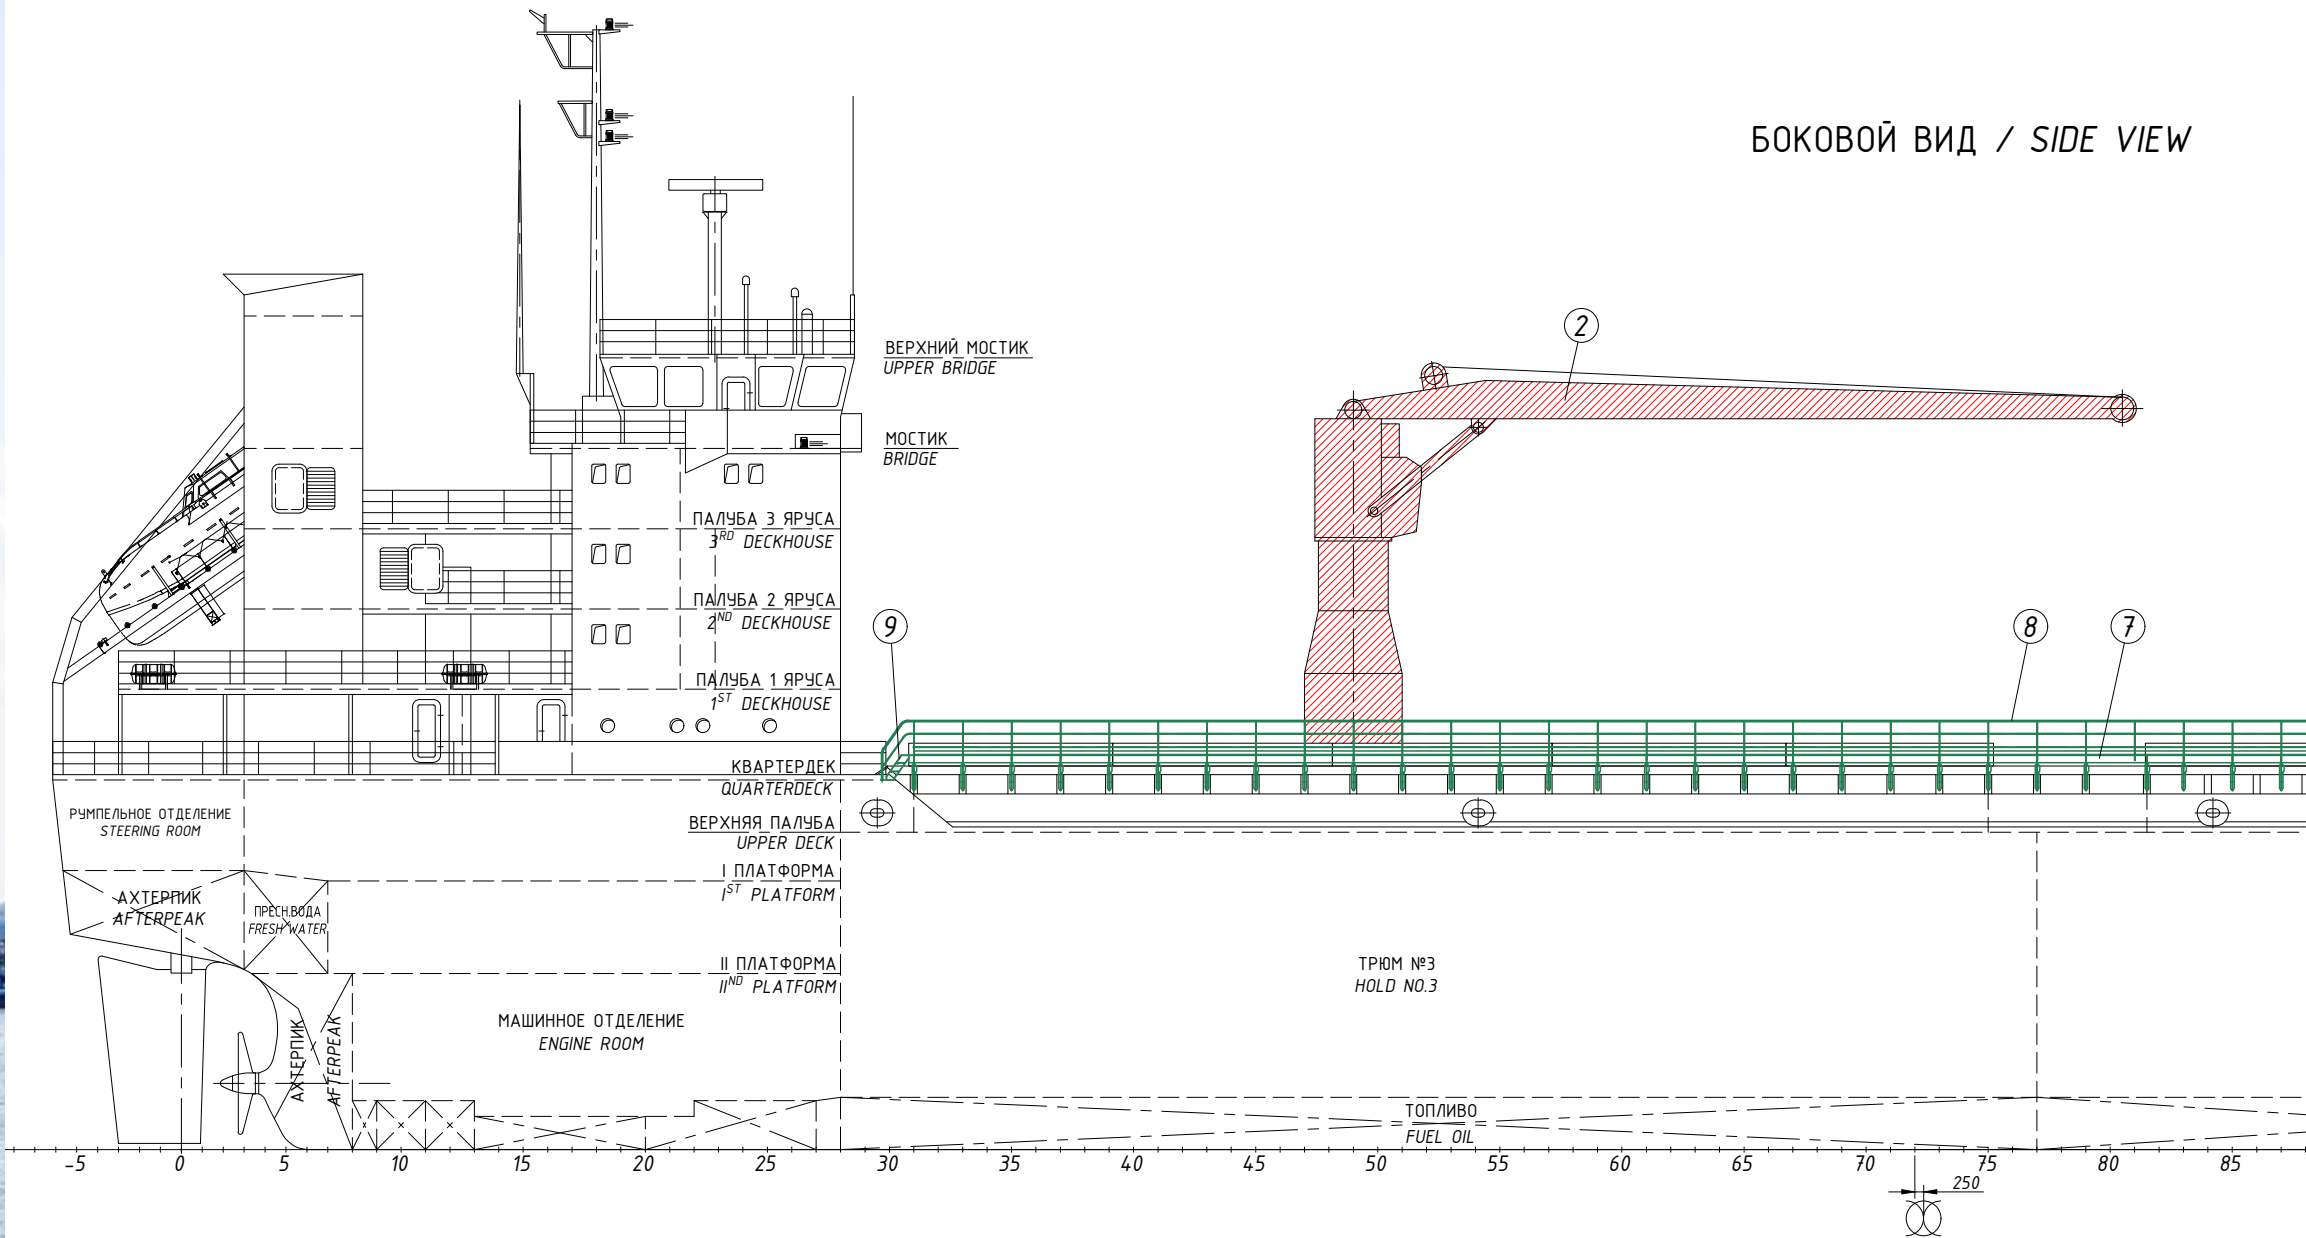 БОКОВОЙ ВИД / SIDE VIEW
2
ВЕРХНИЙ МОСТИК
UPPER BRIDGE
МОСТИК
BRIDGE
ПАЛУБА 3 ЯРУСА
3RD DECKHOUSE
ПАЛУБА 2 ЯРУСА
2ND DECKHOUSE
9
8
7
ПАЛУБА 1 ЯРУСА
1ST DECKHOUSE
КВАРТЕРДЕК
QUARTERDECK
РУМПЕЛЬНОЕ ОТДЕЛЕНИЕ
STEERING ROOM
ВЕРХНЯЯ ПАЛУБА
UPPER DECK
I ПЛАТФОРМА
IST PLATFORM
АХТЕРПИК
AFTERPEAK
ПРЕСН.ВОДА
FRESH WATER
II ПЛАТФОРМА
IIND PLATFORM
ТРЮМ №3
HOLD NO.3
МАШИННОЕ ОТДЕЛЕНИЕ
ENGINE ROOM
АХТЕРПИК /
AFTERPEAK
ТОПЛИВО
FUEL OIL
-5 0 5 10 15 20 25 30 35 40 45 50 55 60 65 70 75 80 85
250